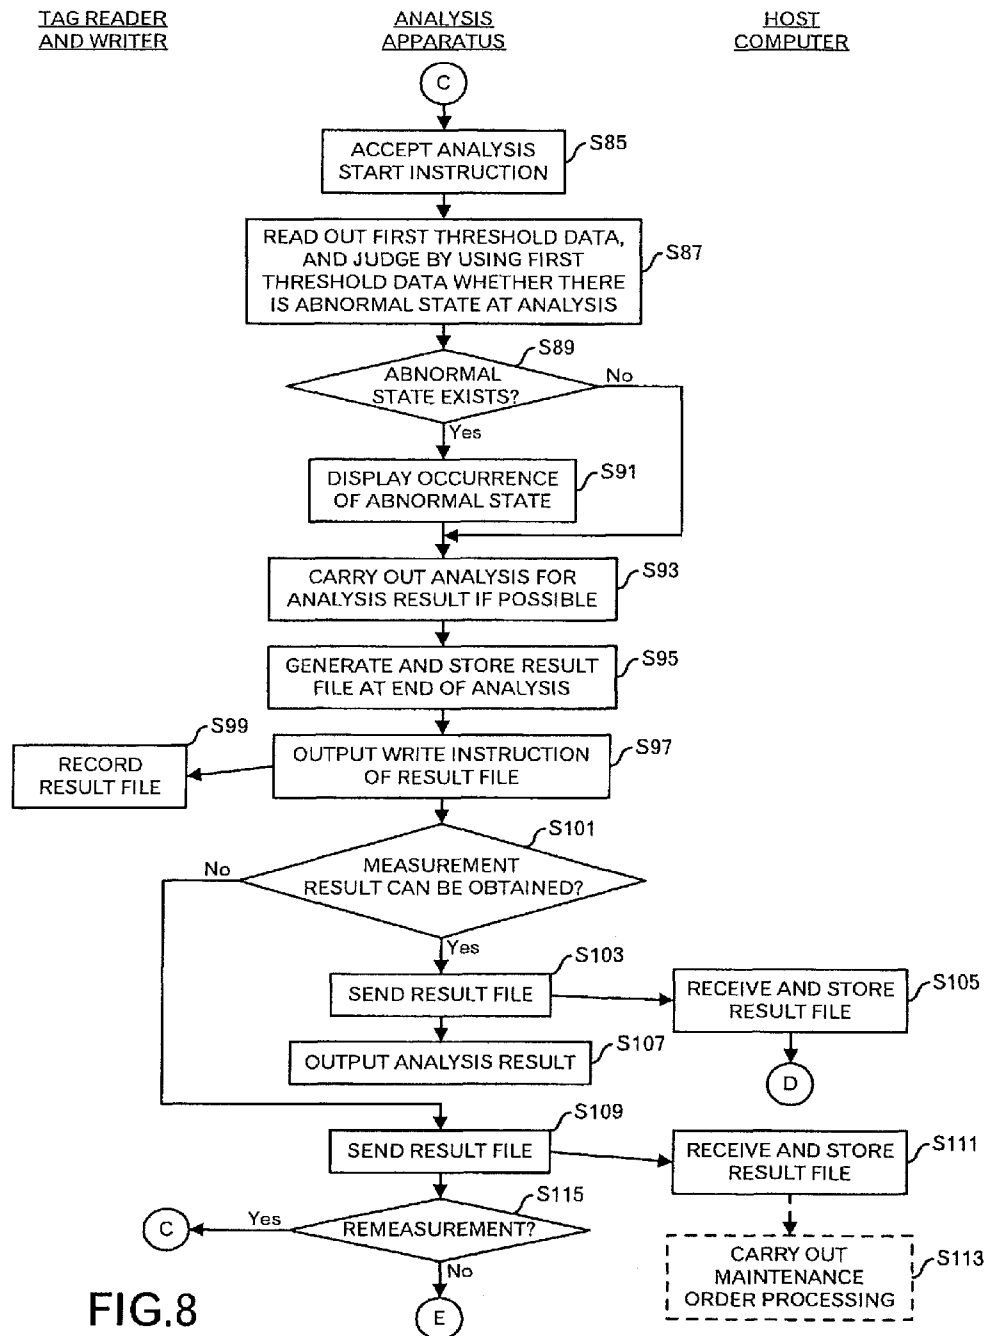 TAG READER
AND WRITER
ANALYSIS
APPARATUS
HOST
COMPUTER
C
ACCEPT ANALYSIS
START INSTRUCTION
S85
READ OUT FIRST THRESHOLD DATA,
AND JUDGE BY USING FIRST
THRESHOLD DATA WHETHER THERE
IS ABNORMAL STATE AT ANALYSIS
S87
S89
ABNORMAL
STATE EXISTS?
No
Yes
DISPLAY OCCURRENCE
OF ABNORMAL STATE
S91
CARRY OUT ANALYSIS FOR
ANALYSIS RESULT IF POSSIBLE
S93
GENERATE AND STORE RESULT
FILE AT END OF ANALYSIS
S95
S99
RECORD
RESULT FILE
OUTPUT WRITE INSTRUCTION
OF RESULT FILE
S97
S101
MEASUREMENT
RESULT CAN BE OBTAINED?
No
Yes
S103
SEND RESULT FILE
RECEIVE AND STORE
RESULT FILE
S105
OUTPUT ANALYSIS RESULT
S107
D
S109
SEND RESULT FILE
RECEIVE AND STORE
RESULT FILE
S111
S115
REMEASUREMENT?
Yes
C
No
E
CARRY OUT
MAINTENANCE
ORDER PROCESSING
S113
FIG.8